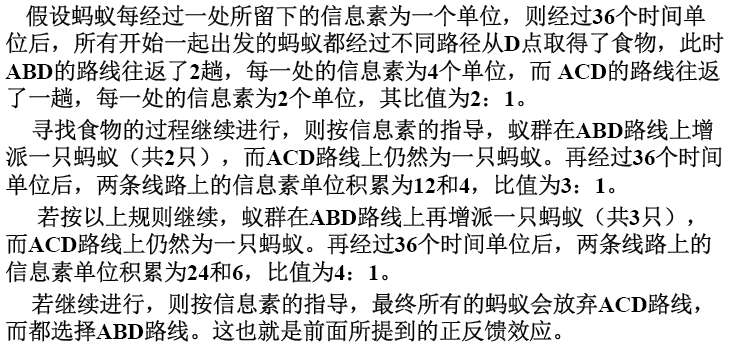 假设蚂蚁每经过一处所留下的信息素为一个单位，则经过36个时间单
位后，所有开始一起出发的蚂蚁都经过不同路径从D点取得了食物，此时
ABD的路线往返了2趟，每一处的信息素为4个单位，而 ACD的路线往返
了一趟，每一处的信息素为2个单位，其比值为2：1。
寻找食物的过程继续进行，则按信息素的指导，蚁群在ABD路线上增
派一只蚂蚁（共2只），而ACD路线上仍然为一只蚂蚁。再经过36个时间
单位后，两条线路上的信息素单位积累为12和4，比值为3：1。
若按以上规则继续，蚁群在ABD路线上再增派一只蚂蚁（共3只），
而ACD路线上仍然为一只蚂蚁。再经过36个时间单位后，两条线路上的
信息素单位积累为24和6，比值为4：1。
若继续进行，则按信息素的指导，最终所有的蚂蚁会放弃ACD路线，
而都选择ABD路线。这也就是前面所提到的正反馈效应。